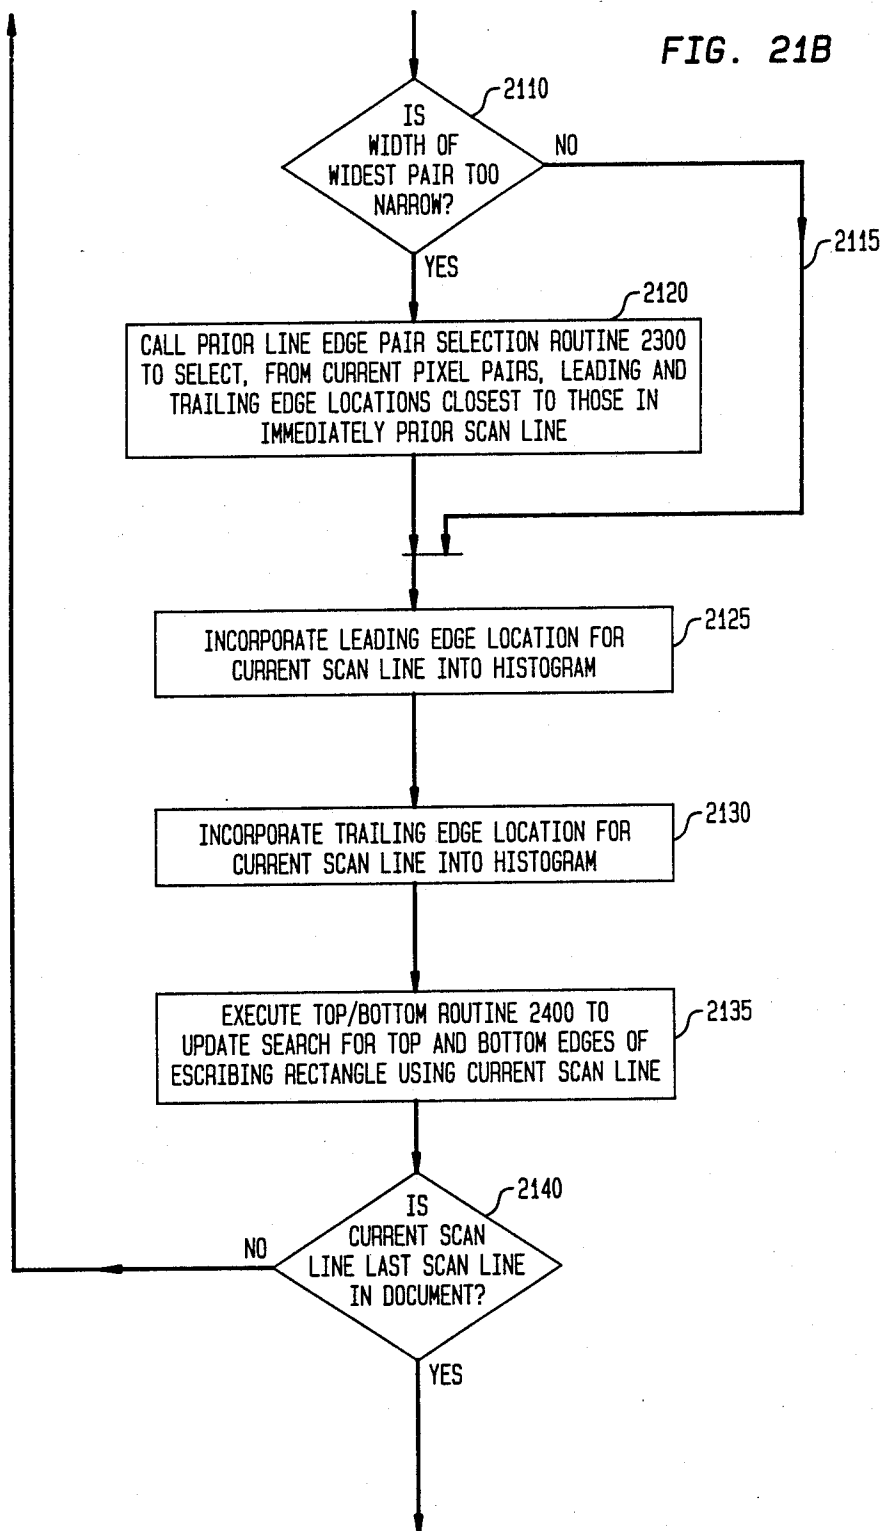 FIG. 21B
2110
IS
WIDTH OF
WIDEST PAIR TOO
NARROW?
NO
2115
YES
2120
CALL PRIOR LINE EDGE PAIR SELECTION ROUTINE 2300
TO SELECT, FROM CURRENT PIXEL PAIRS, LEADING AND
TRAILING EDGE LOCATIONS CLOSEST TO THOSE IN
IMMEDIATELY PRIOR SCAN LINE
2125
INCORPORATE LEADING EDGE LOCATION FOR
CURRENT SCAN LINE INTO HISTOGRAM
2130
INCORPORATE TRAILING EDGE LOCATION FOR
CURRENT SCAN LINE INTO HISTOGRAM
2135
EXECUTE TOP/BOTTOM ROUTINE 2400 TO
UPDATE SEARCH FOR TOP AND BOTTOM EDGES OF
ESCRIBING RECTANGLE USING CURRENT SCAN LINE
2140
IS
CURRENT SCAN
LINE LAST SCAN LINE
IN DOCUMENT?
NO
YES